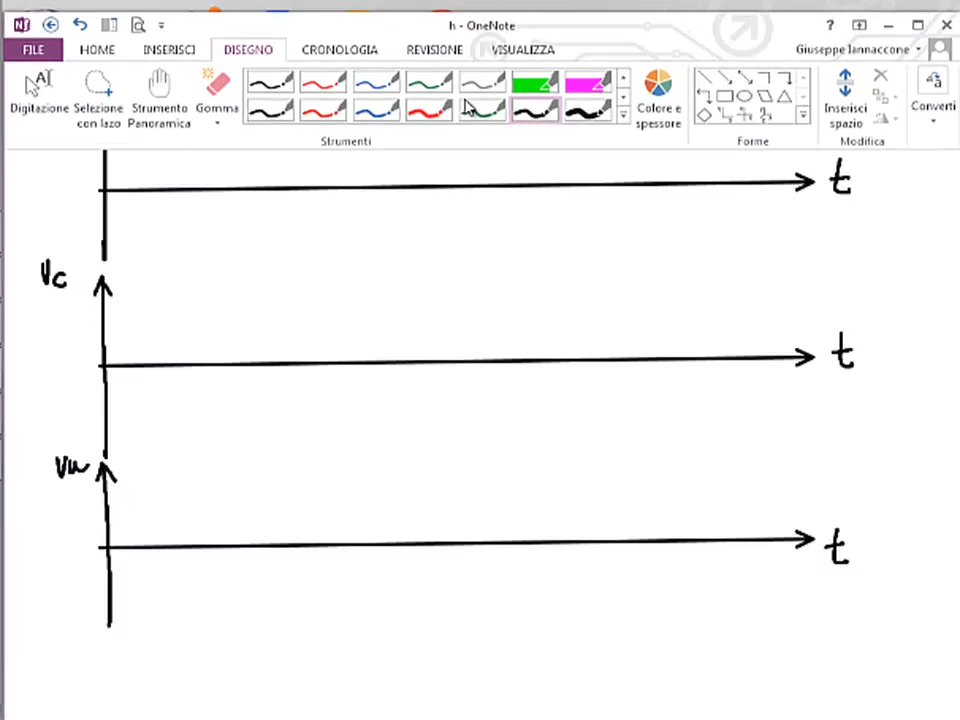 h - OneNote
?
FILE HOME INSERISCI DISEGNO CRONOLOGIA REVISIONE VISUALIZZA Giuseppe Iannaccone
Digitazione
Selezione con lazo
Strumento Panoramica
Gomma
Strumenti
Colore e spessore
Forme
Inserisci spazio
Modifica
Converti
t
Vc
t
t